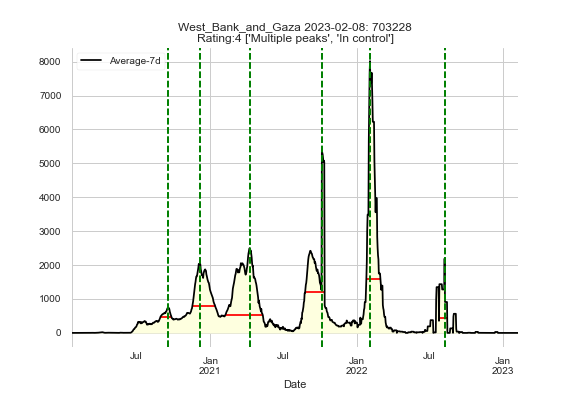 West_Bank_and_Gaza 2023-02-08: 703228
Rating:4 ['Multiple peaks', 'In control']
Average-7d
8000
7000
6000
5000
4000
3000
2000
1000
0
Jul
Jan
2021
Jul
Jan
2022
Jul
Jan
2023
Date